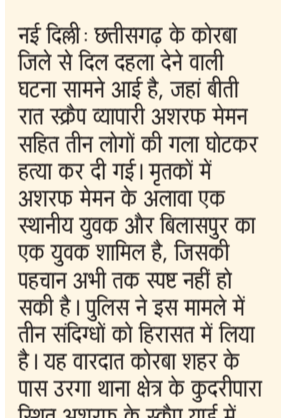 नई दिल्ली: छत्तीसगढ़ के कोरबा
जिले से दिल दहला देने वाली
घटना सामने आई है, जहां बीती
रात स्क्रैप व्यापारी अशरफ मेमन
सहित तीन लोगों की गला घोटकर
हत्या कर दी गई। मृतकों में
अशरफ मेमन के अलावा एक
स्थानीय युवक और बिलासपुर का
एक युवक शामिल है, जिसकी
पहचान अभी तक स्पष्ट नहीं हो
सकी है। पुलिस ने इस मामले में
तीन संदिग्धों को हिरासत में लिया
है। यह वारदात कोरबा शहर के
पास उरगा थाना क्षेत्र के कुदरीपारा
स्थित अशरफ के स्क्रैप यार्ड में